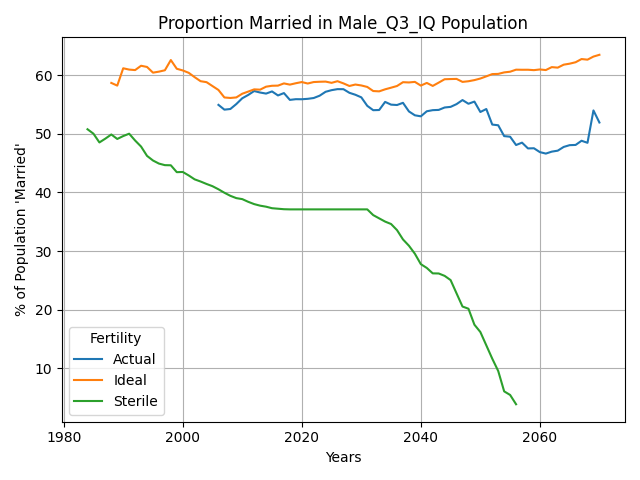 Proportion Married in Male_Q3_IQ Population
% of Population 'Married'
60
50
40
30
20
10
Fertility
Actual
Ideal
Sterile
1980 2000 2020 2040 2060
Years